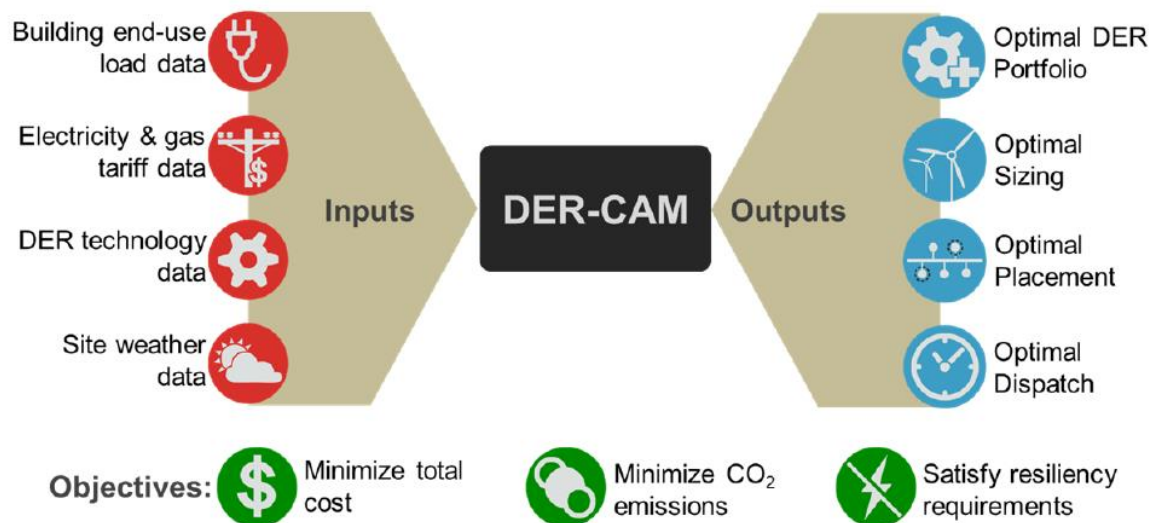 Building end-use
load data
Electricity & gas
tariff data
DER technology
data
Site weather
data
Inputs
DER-CAM
Outputs
Optimal DER
Portfolio
Optimal
Sizing
Optimal
Placement
Optimal
Dispatch
Objectives:
$
Minimize total
cost
Minimize CO₂
emissions
Satisfy resiliency
requirements